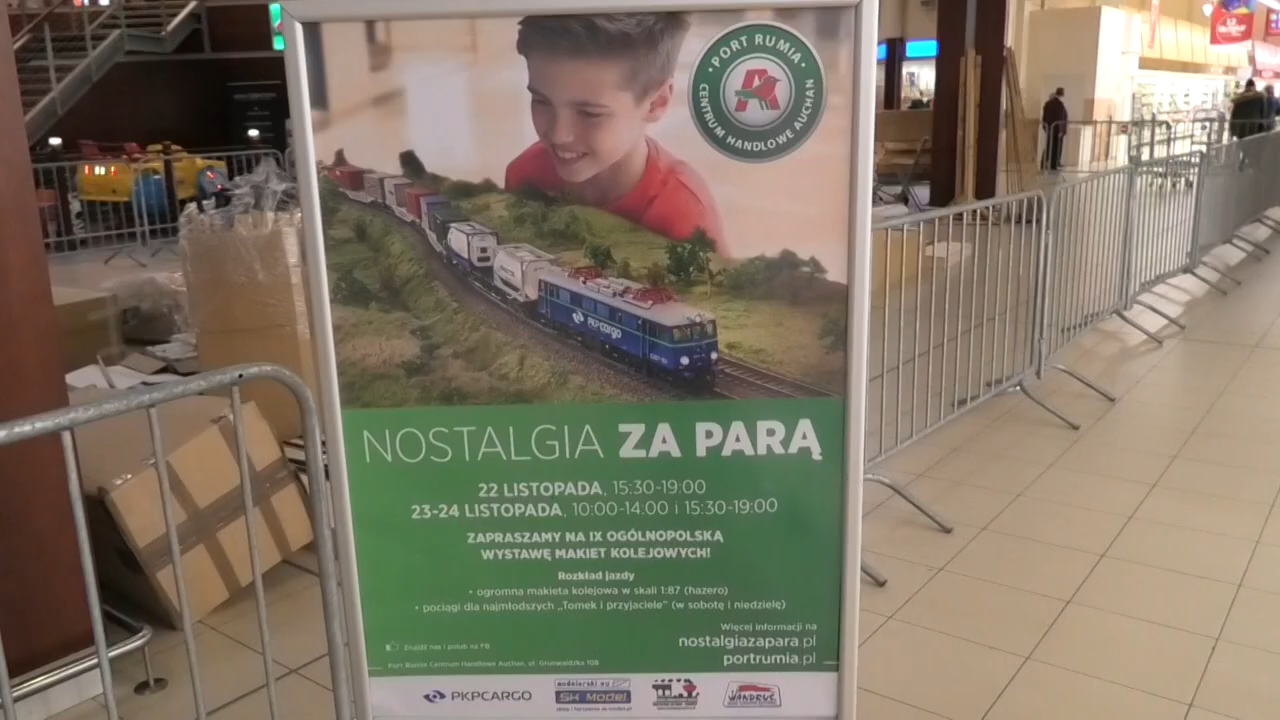 PORT RUMIA
CENTRUM HANDLOWE AUCHAN
PKP CARGO
NOSTALGIA ZA PARĄ
22 LISTOPADA, 15:30-19:00
23-24 LISTOPADA, 10:00-14:00 i 15:30-19:00
ZAPRASZAMY NA IX OGÓLNOPOLSKĄ
WYSTAWĘ MAKIET KOLEJOWYCH!
Rozkład jazdy
• ogromna makieta kolejowa w skali 1:87 (hazero)
• pociągi dla najmłodszych „Tomek i przyjaciele” (w sobotę i niedzielę)
Więcej informacji na
nostalgiazapara.pl
portrumia.pl
Znajdź nas i polub na FB
Port Rumia Centrum Handlowe Auchan, ul. Grunwaldzka 108
PKPCARGO
modelarski.eu
SK Model
WANDRUS